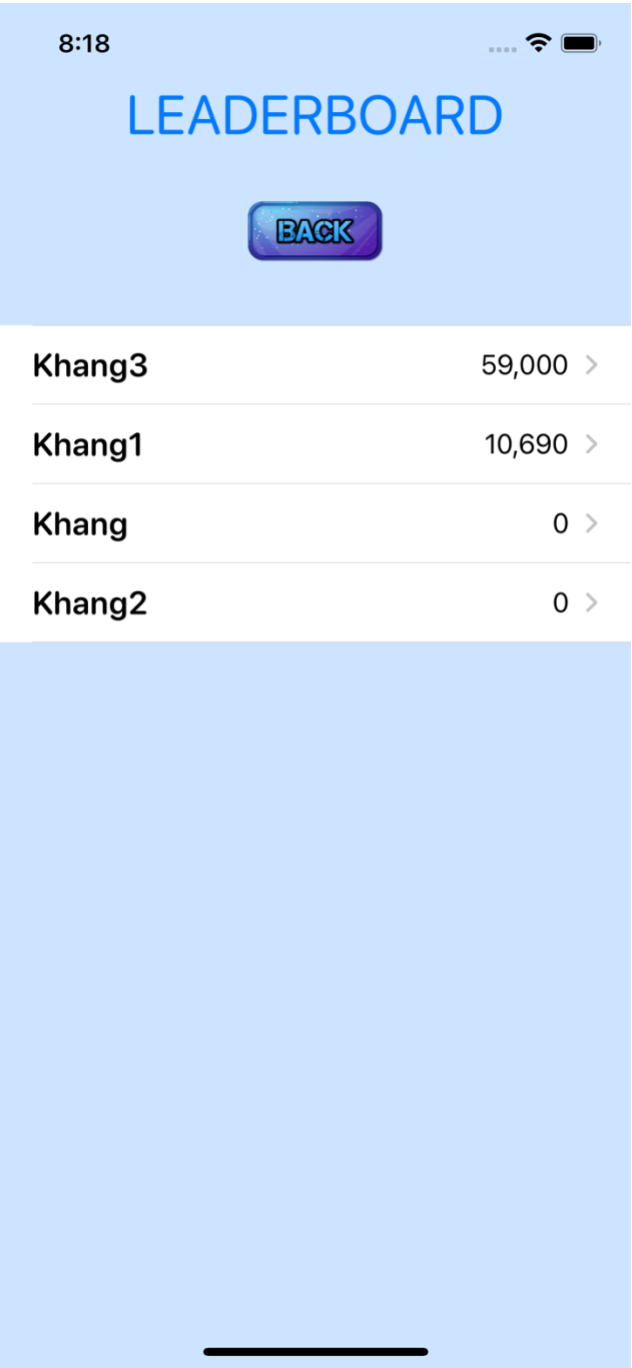 8:18
LEADERBOARD
BACK
Khang3 59,000
Khang1 10,690
Khang 0
Khang2 0